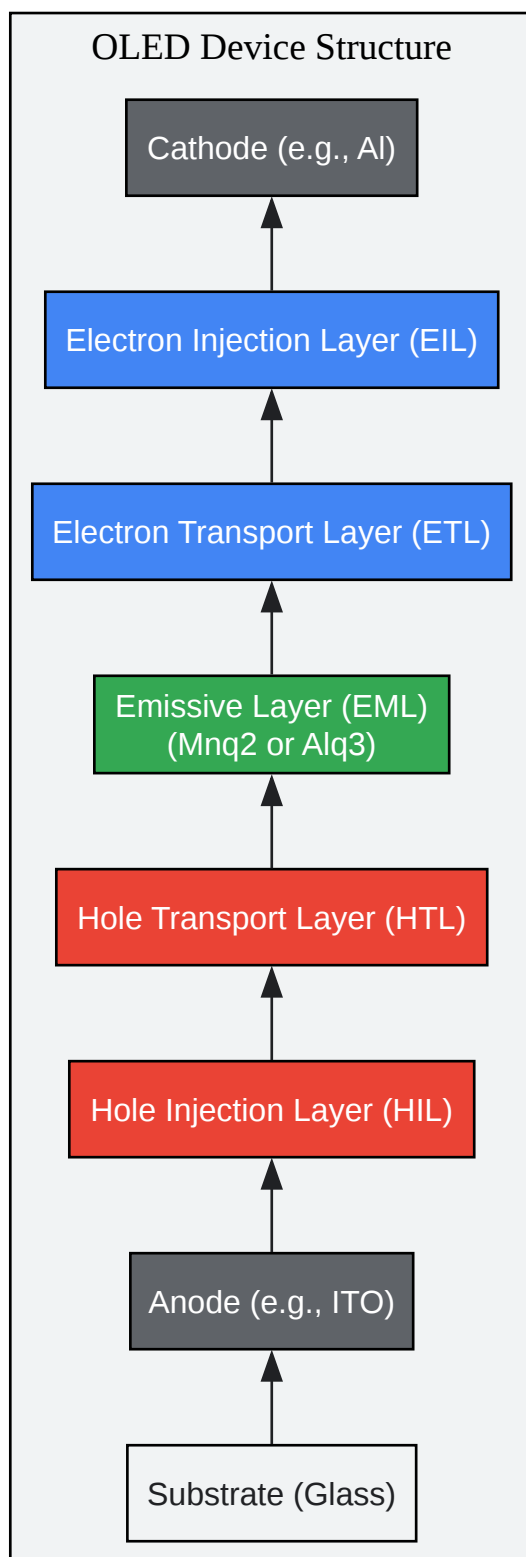 OLED Device Structure
Cathode (e.g., Al)
Electron Injection Layer (EIL)
Electron Transport Layer (ETL)
Emissive Layer (EML)
(Mnq2 or Alq3)
Hole Transport Layer (HTL)
Hole Injection Layer (HIL)
Anode (e.g., ITO)
Substrate (Glass)